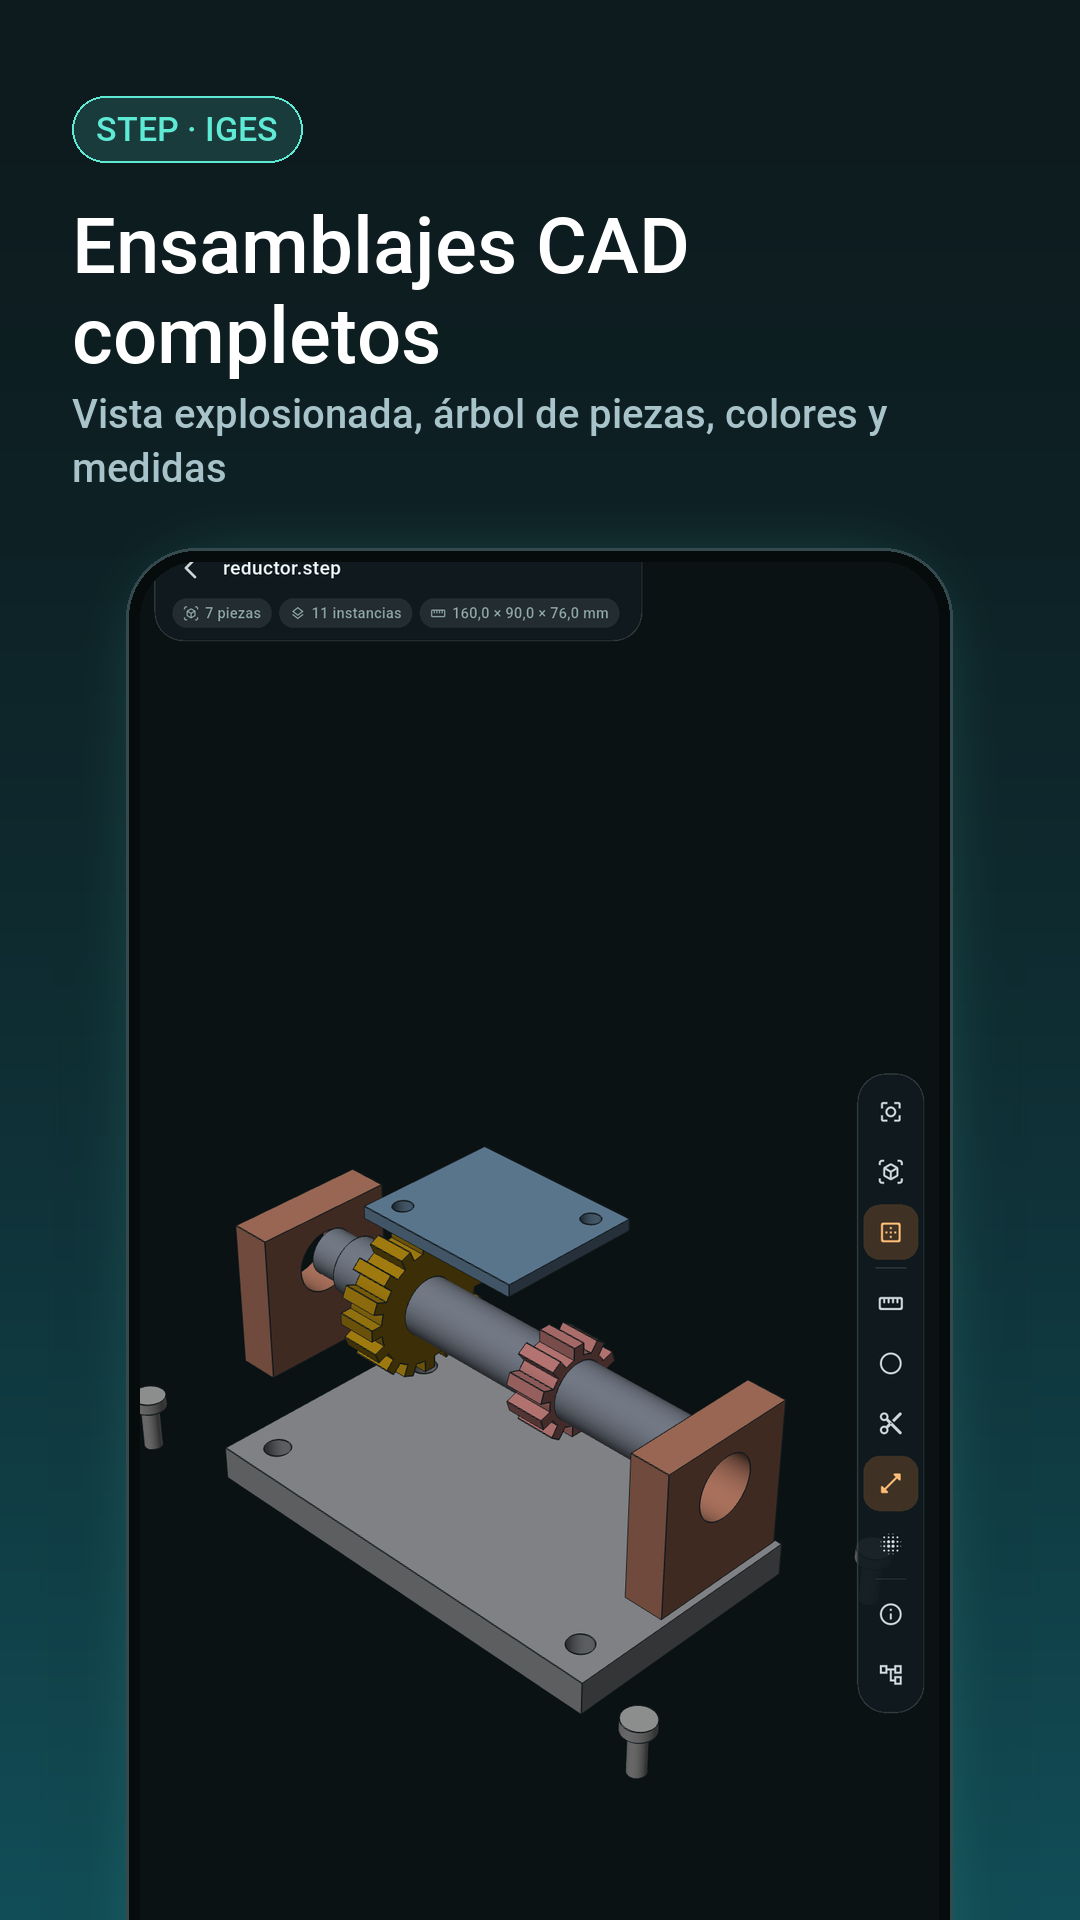 STEP · IGES
Ensamblajes CAD
completos
Vista explosionada, árbol de piezas, colores y
medidas
reductor.step
7 piezas
11 instancias
160,0 × 90,0 × 76,0 mm